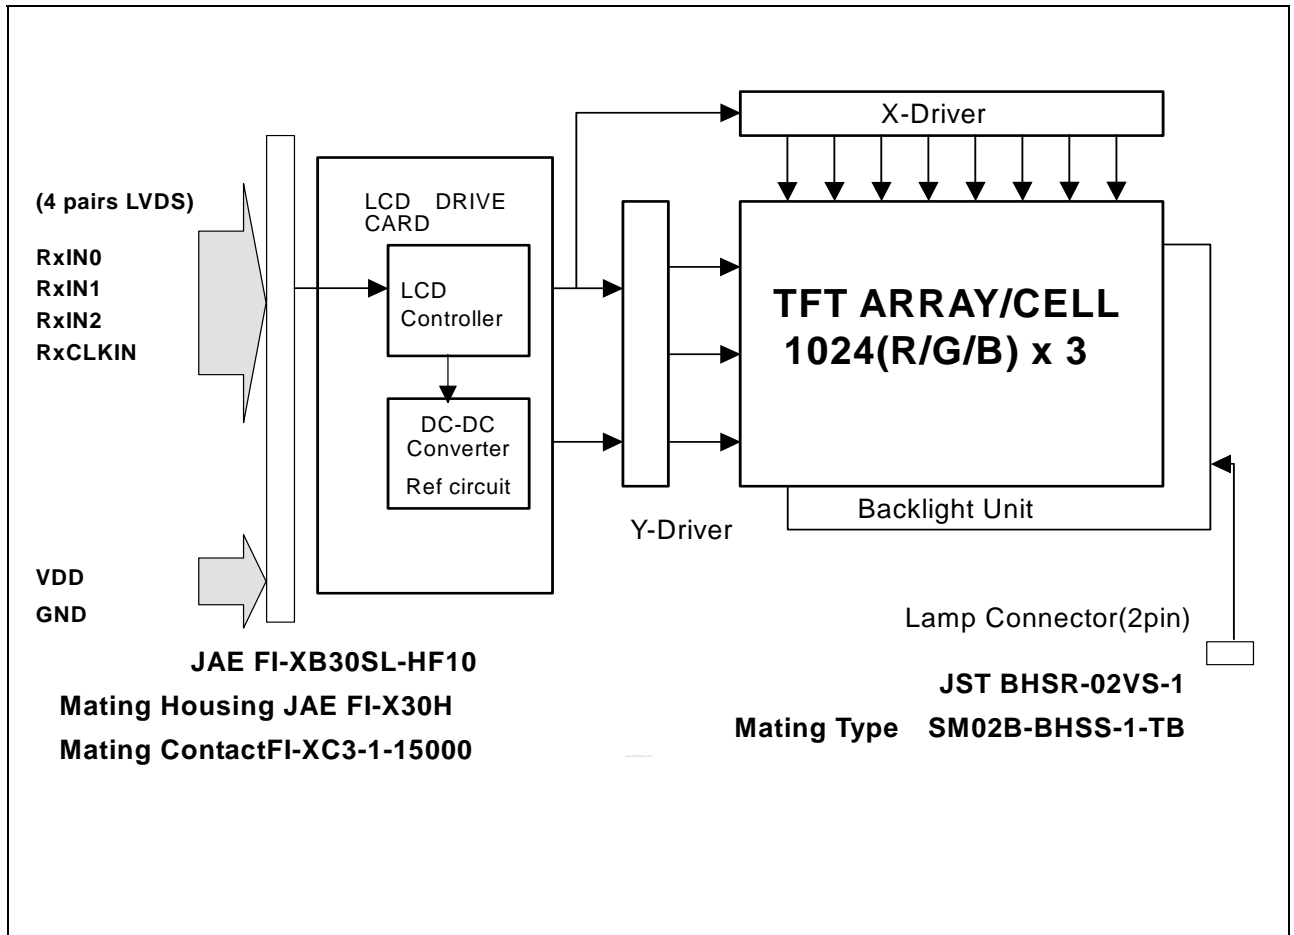 X-Driver
(4 pairs LVDS)
RxIN0
RxIN1
RxIN2
RxCLKIN
LCD DRIVE
CARD
LCD
Controller
DC-DC
Converter
Ref circuit
TFT ARRAY/CELL
1024(R/G/B) x 3
Backlight Unit
Y-Driver
VDD
GND
Lamp Connector(2pin)
JAE FI-XB30SL-HF10
Mating Housing JAE FI-X30H
Mating ContactFI-XC3-1-15000
JST BHSR-02VS-1
Mating Type SM02B-BHSS-1-TB